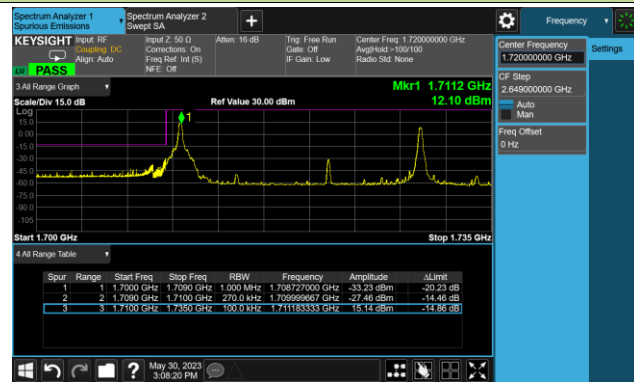 Spectrum Analyzer 1
Spurious Emissions
Spectrum Analyzer 2
Swept SA
Frequency
KEYSIGHT
Input: RF
Coupling: DC
Align: Auto
Input Z: 50 Ω
Corrections: On
Freq Ref: Int (S)
NFE: Off
Atten: 16 dB
Trig: Free Run
Gate: Off
IF Gain: Low
Center Freq: 1.720000000 GHz
Avg|Hold:>100/100
Radio Std: None
PASS
Center Frequency
1.720000000 GHz
Settings
CF Step
2.649000000 GHz
Auto
Man
Freq Offset
0 Hz
3 All Range Graph
Mkr1 1.7112 GHz
Scale/Div 15.0 dB
Ref Value 30.00 dBm
12.10 dBm
Log
15.0
0.00
-15.0
-30.0
-45.0
-60.0
-75.0
-90.0
-105
1
Start 1.700 GHz
Stop 1.735 GHz
4 All Range Table
Spur Range Start Freq Stop Freq RBW Frequency Amplitude ΔLimit
1 1 1.7000 GHz 1.7090 GHz 1.000 MHz 1.708727000 GHz -33.23 dBm -20.23 dB
2 2 1.7090 GHz 1.7100 GHz 270.0 kHz 1.709999667 GHz -27.46 dBm -14.46 dB
3 3 1.7100 GHz 1.7350 GHz 100.0 kHz 1.711183333 GHz 15.14 dBm -14.86 dB
May 30, 2023
3:08:20 PM